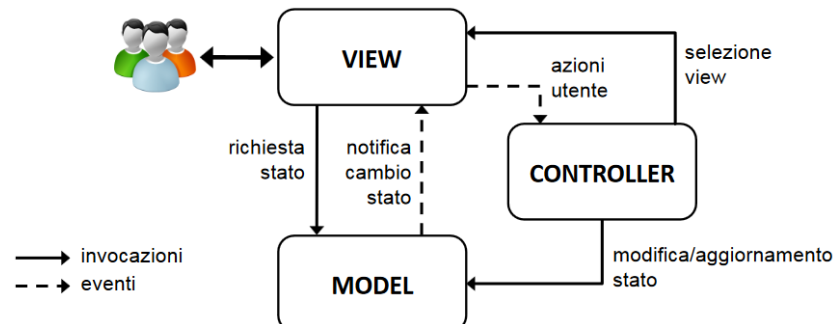 VIEW
selezione
view
azioni
utente
richiesta
stato
notifica
cambio
stato
CONTROLLER
invocazioni
eventi
MODEL
modifica/aggiornamento
stato